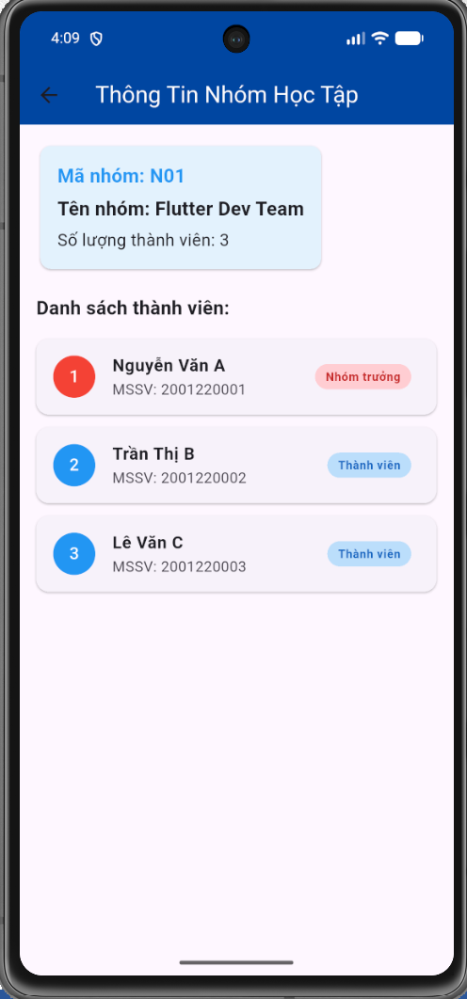 4:09
Thông Tin Nhóm Học Tập
Mã nhóm: N01
Tên nhóm: Flutter Dev Team
Số lượng thành viên: 3
Danh sách thành viên:
1
Nguyễn Văn A
MSSV: 2001220001
Nhóm trưởng
2
Trần Thị B
MSSV: 2001220002
Thành viên
3
Lê Văn C
MSSV: 2001220003
Thành viên